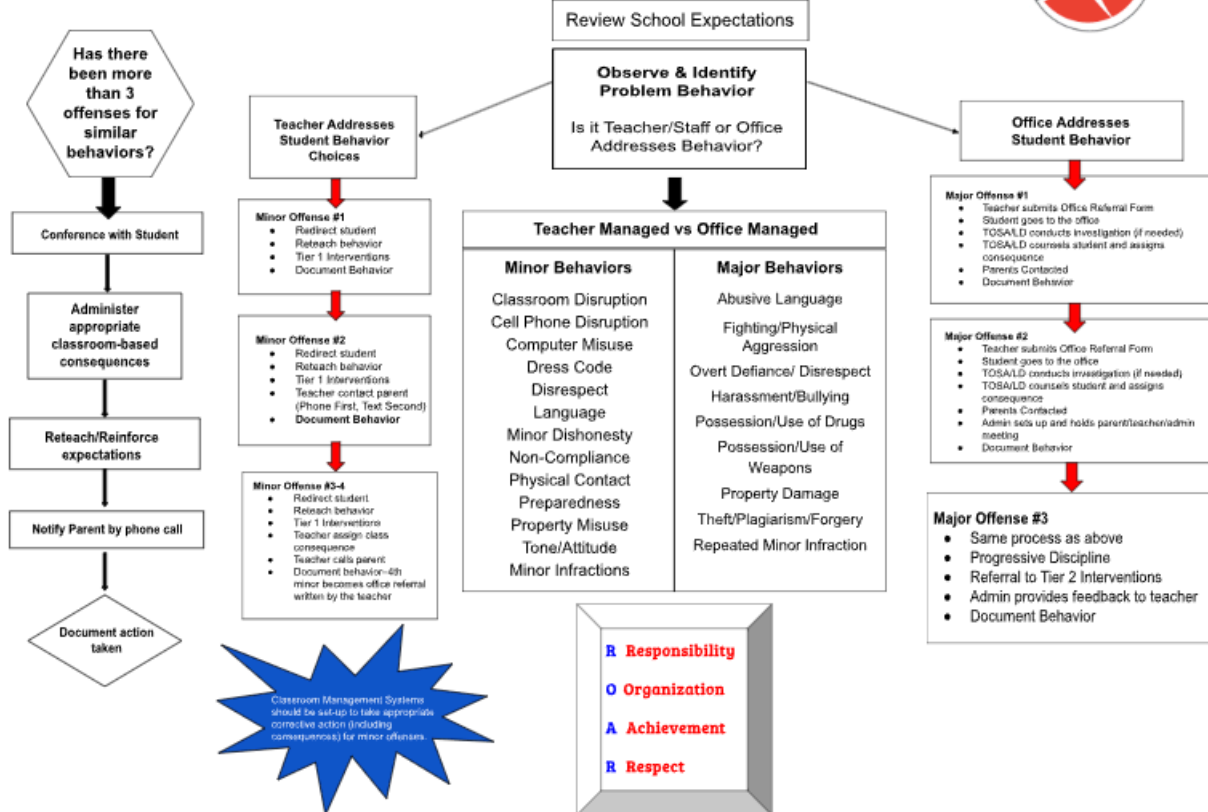 Review School Expectations
Has there
been more
than 3
offenses for
similar
behaviors?
Conference with Student
Administer
appropriate
classroom-based
consequences
Reteach/Reinforce
expectations
Notify Parent by phone call
Document action
taken
Teacher Addresses
Student Behavior
Choices
Minor Offense #1
• Redirect student
• Reteach behavior
• Tier 1 Interventions
• Document Behavior
Minor Offense #2
• Redirect student
• Reteach behavior
• Tier 1 Interventions
• Teacher contact parent
(Phone First, Text Second)
• Document Behavior
Minor Offense #3-4
• Redirect student
• Reteach behavior
• Tier 1 Interventions
• Teacher assign class
consequence
• Teacher calls parent
• Document behavior–4th
minor becomes office referral
written by the teacher
Classroom Management Systems
should be set-up to take appropriate
corrective action (including
consequences) for minor offenses.
Observe & Identify
Problem Behavior
Is it Teacher/Staff or Office
Addresses Behavior?
Teacher Managed vs Office Managed
Minor Behaviors
Classroom Disruption
Cell Phone Disruption
Computer Misuse
Dress Code
Disrespect
Language
Minor Dishonesty
Non-Compliance
Physical Contact
Preparedness
Property Misuse
Tone/Attitude
Minor Infractions
Major Behaviors
Abusive Language
Fighting/Physical
Aggression
Overt Defiance/ Disrespect
Harassment/Bullying
Possession/Use of Drugs
Possession/Use of
Weapons
Property Damage
Theft/Plagiarism/Forgery
Repeated Minor Infraction
R Responsibility
O Organization
A Achievement
R Respect
Office Addresses
Student Behavior
Major Offense #1
• Teacher submits Office Referral Form
• Student goes to the office
• TOSA/LD conducts investigation (if needed)
• TOSA/LD counsels student and assigns
consequence
• Parents Contacted
• Document Behavior
Major Offense #2
• Teacher submits Office Referral Form
• Student goes to the office
• TOSA/LD conducts investigation (if needed)
• TOSA/LD counsels student and assigns
consequence
• Parents Contacted
• Admin sets up and holds parent/teacher/admin
meeting
• Document Behavior
Major Offense #3
• Same process as above
• Progressive Discipline
• Referral to Tier 2 Interventions
• Admin provides feedback to teacher
• Document Behavior